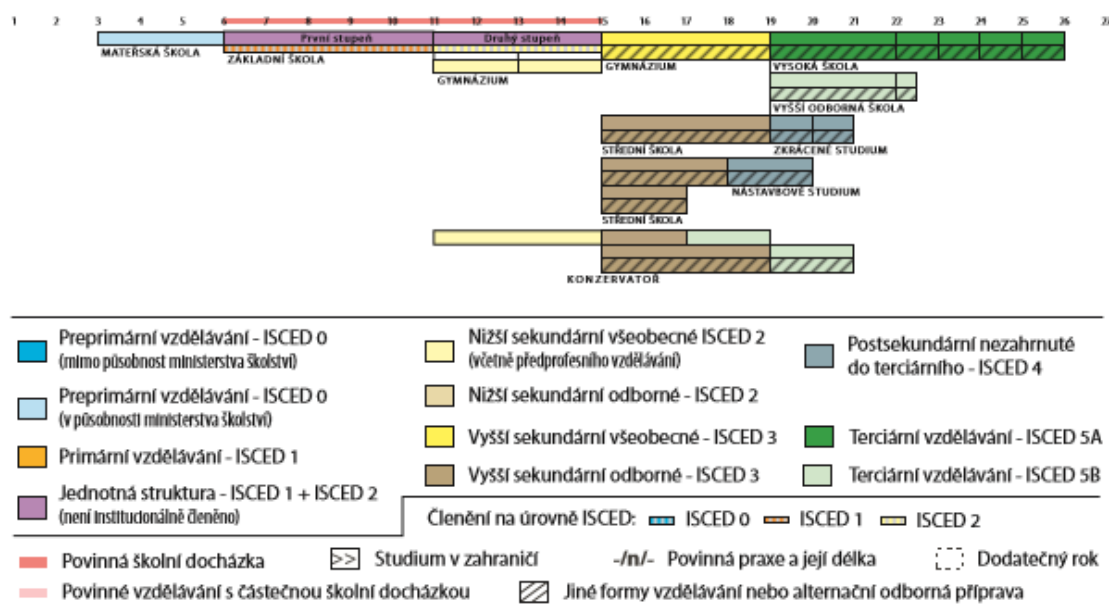 1 2 3 4 5 6 7 8 9 10 11 12 13 14 15 16 17 18 19 20 21 22 23 24 25 26
První stupeň
Druhý stupeň
MATEŘSKÁ ŠKOLA
ZÁKLADNÍ ŠKOLA
GYMNÁZIUM
VYSOKÁ ŠKOLA
GYMNÁZIUM
VYŠŠÍ ODBORNÁ ŠKOLA
STŘEDNÍ ŠKOLA
ZKRÁCENÉ STUDIUM
NÁSTAVBOVÉ STUDIUM
STŘEDNÍ ŠKOLA
KONZERVATOŘ
Preprimární vzdělávání - ISCED 0
(mimo působnost ministerstva školství)
Preprimární vzdělávání - ISCED 0
(v působnosti ministerstva školství)
Primární vzdělávání - ISCED 1
Jednotná struktura - ISCED 1 + ISCED 2
(není institucionálně členěno)
Nižší sekundární všeobecné ISCED 2
(včetně předprofesního vzdělávání)
Nižší sekundární odborné - ISCED 2
Vyšší sekundární všeobecné - ISCED 3
Vyšší sekundární odborné - ISCED 3
Postsekundární nezahrnuté
do terciárního - ISCED 4
Terciární vzdělávání - ISCED 5A
Terciární vzdělávání - ISCED 5B
Členění na úrovně ISCED: ISCED 0 ISCED 1 ISCED 2
Povinná školní docházka
>> Studium v zahraničí
-/n/- Povinná praxe a její délka
Dodatečný rok
Povinné vzdělávání s částečnou školní docházkou
Jiné formy vzdělávání nebo alternační odborná příprava